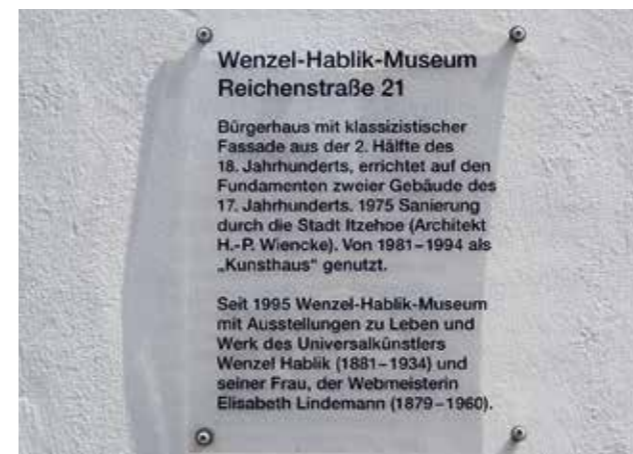 Wenzel-Hablik-Museum
Reichenstraße 21
Bürgerhaus mit klassizistischer
Fassade aus der 2. Hälfte des
18. Jahrhunderts, errichtet auf den
Fundamenten zweier Gebäude des
17. Jahrhunderts. 1975 Sanierung
durch die Stadt Itzehoe (Architekt
H.-P. Wiencke). Von 1981–1994 als
„Kunsthaus“ genutzt.
Seit 1995 Wenzel-Hablik-Museum
mit Ausstellungen zu Leben und
Werk des Universalkünstlers
Wenzel Hablik (1881–1934) und
seiner Frau, der Webmeisterin
Elisabeth Lindemann (1879–1960).